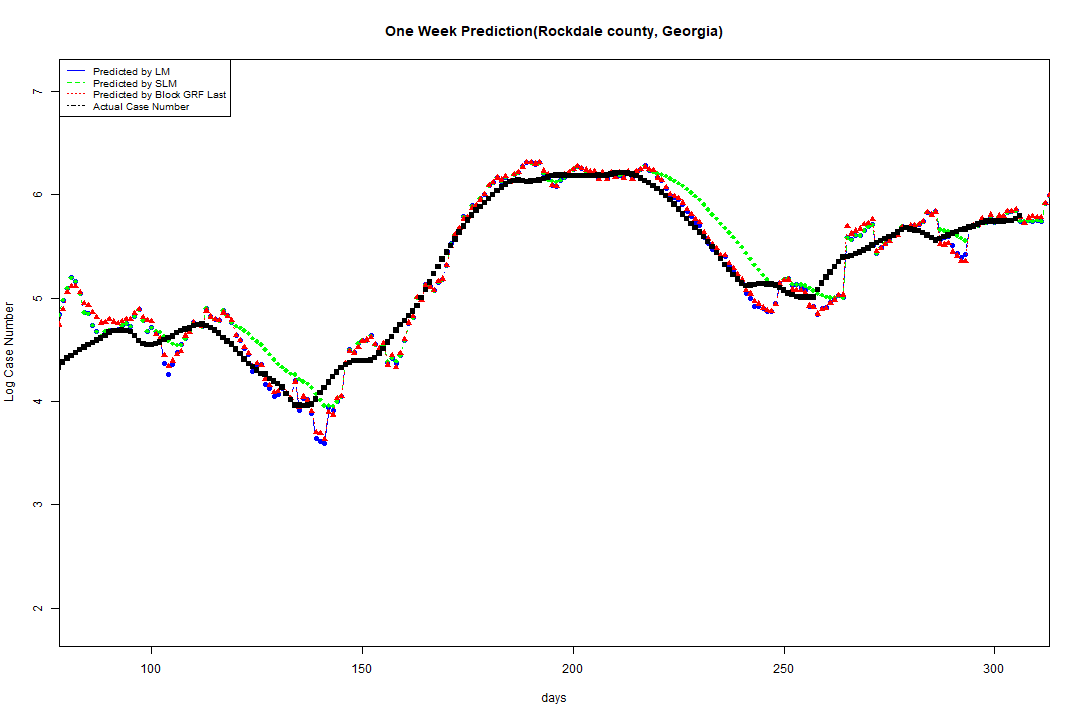 One Week Prediction(Rockdale county, Georgia)
Predicted by LM
Predicted by SLM
Predicted by Block GRF Last
Actual Case Number
7
6
5
4
3
2
Log Case Number
100 150 200 250 300
days